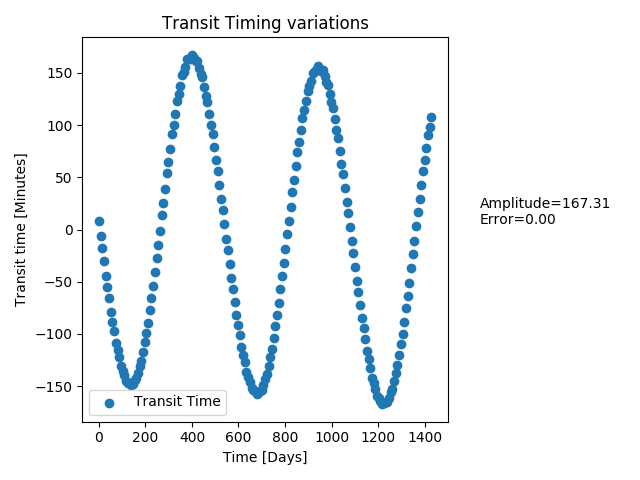 Transit Timing variations
Transit time [Minutes]
150
100
50
0
−50
−100
−150
Transit Time
0 200 400 600 800 1000 1200 1400
Time [Days]
Amplitude=167.31
Error=0.00